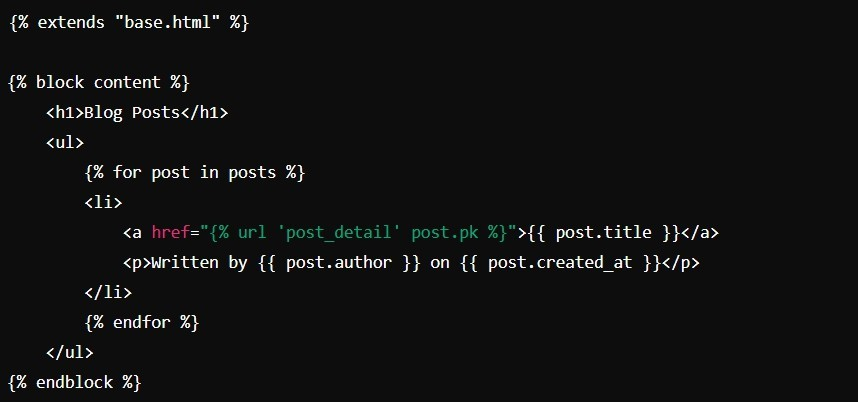 {% extends "base.html" %}

{% block content %}
    <h1>Blog Posts</h1>
    <ul>
        {% for post in posts %}
        <li>
            <a href="{% url 'post_detail' post.pk %}">{{ post.title }}</a>
            <p>Written by {{ post.author }} on {{ post.created_at }}</p>
        </li>
        {% endfor %}
    </ul>
{% endblock %}